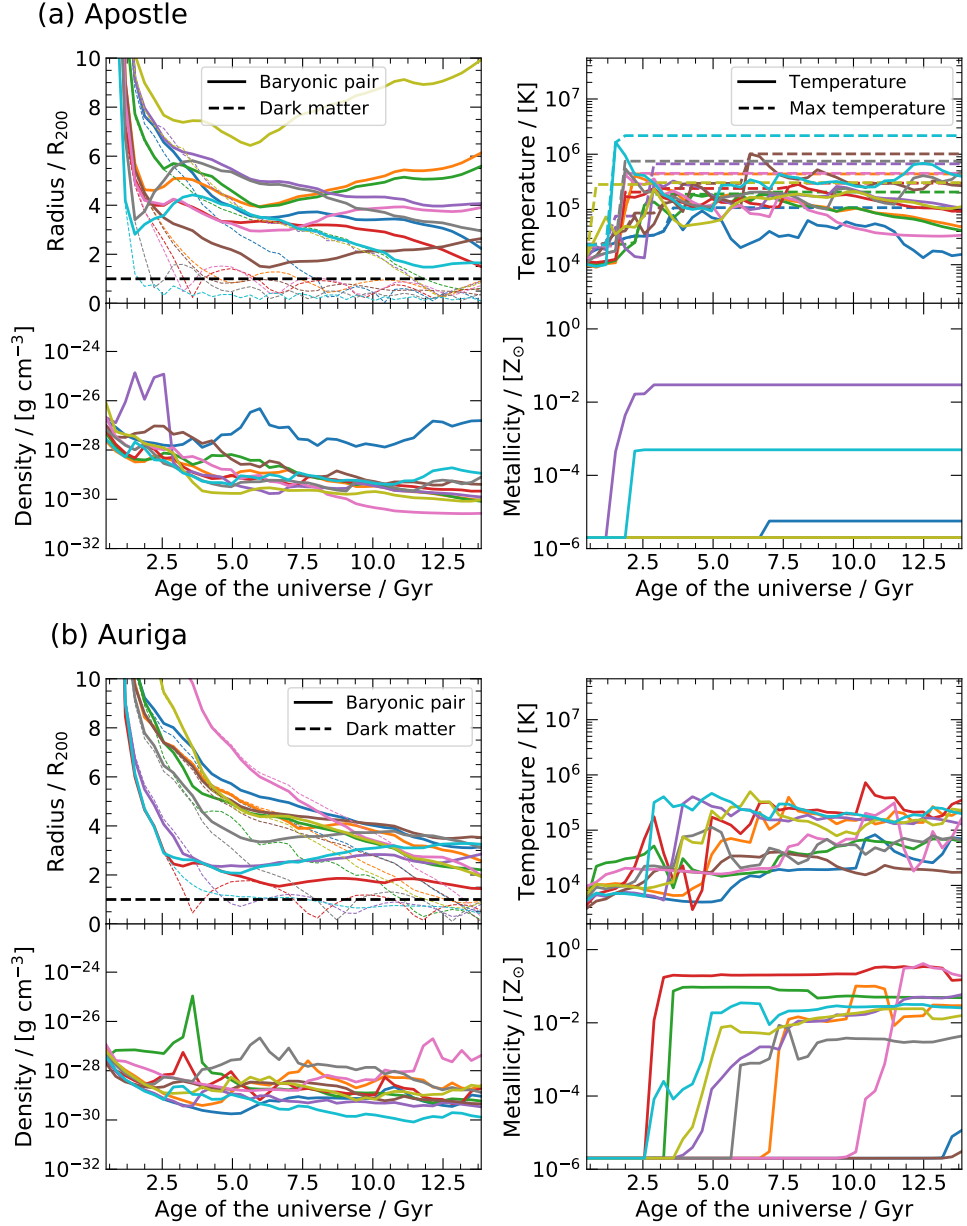 (a) Apostle
Radius / R200
10
8
6
4
2
0
Baryonic pair
Dark matter
Temperature / [K]
10^7
10^6
10^5
10^4
Temperature
Max temperature
Density / [g cm−3]
10−24
10−26
10−28
10−30
10−32
2.5 5.0 7.5 10.0 12.5
Age of the universe / Gyr
Metallicity / [Z⊙]
10^0
10−2
10−4
10−6
2.5 5.0 7.5 10.0 12.5
Age of the universe / Gyr
(b) Auriga
Radius / R200
10
8
6
4
2
0
Baryonic pair
Dark matter
Temperature / [K]
10^7
10^6
10^5
10^4
Density / [g cm−3]
10−24
10−26
10−28
10−30
10−32
2.5 5.0 7.5 10.0 12.5
Age of the universe / Gyr
Metallicity / [Z⊙]
10^0
10−2
10−4
10−6
2.5 5.0 7.5 10.0 12.5
Age of the universe / Gyr